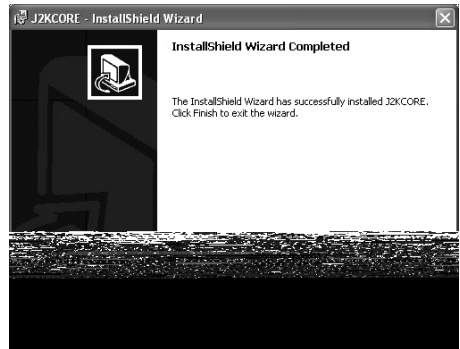 J2KCORE - InstallShield Wizard
InstallShield Wizard Completed
The InstallShield Wizard has successfully installed J2KCORE.
Click Finish to exit the wizard.